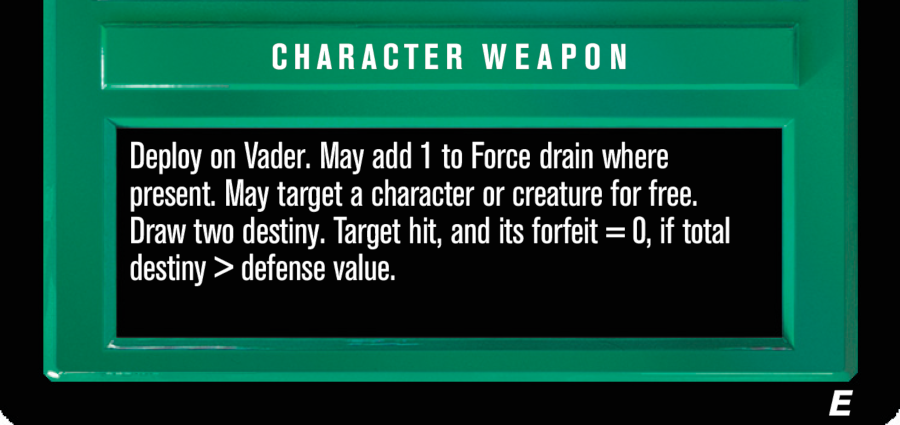 CHARACTER WEAPON
Deploy on Vader. May add 1 to Force drain where
present. May target a character or creature for free.
Draw two destiny. Target hit, and its forfeit = 0, if total
destiny > defense value.
E